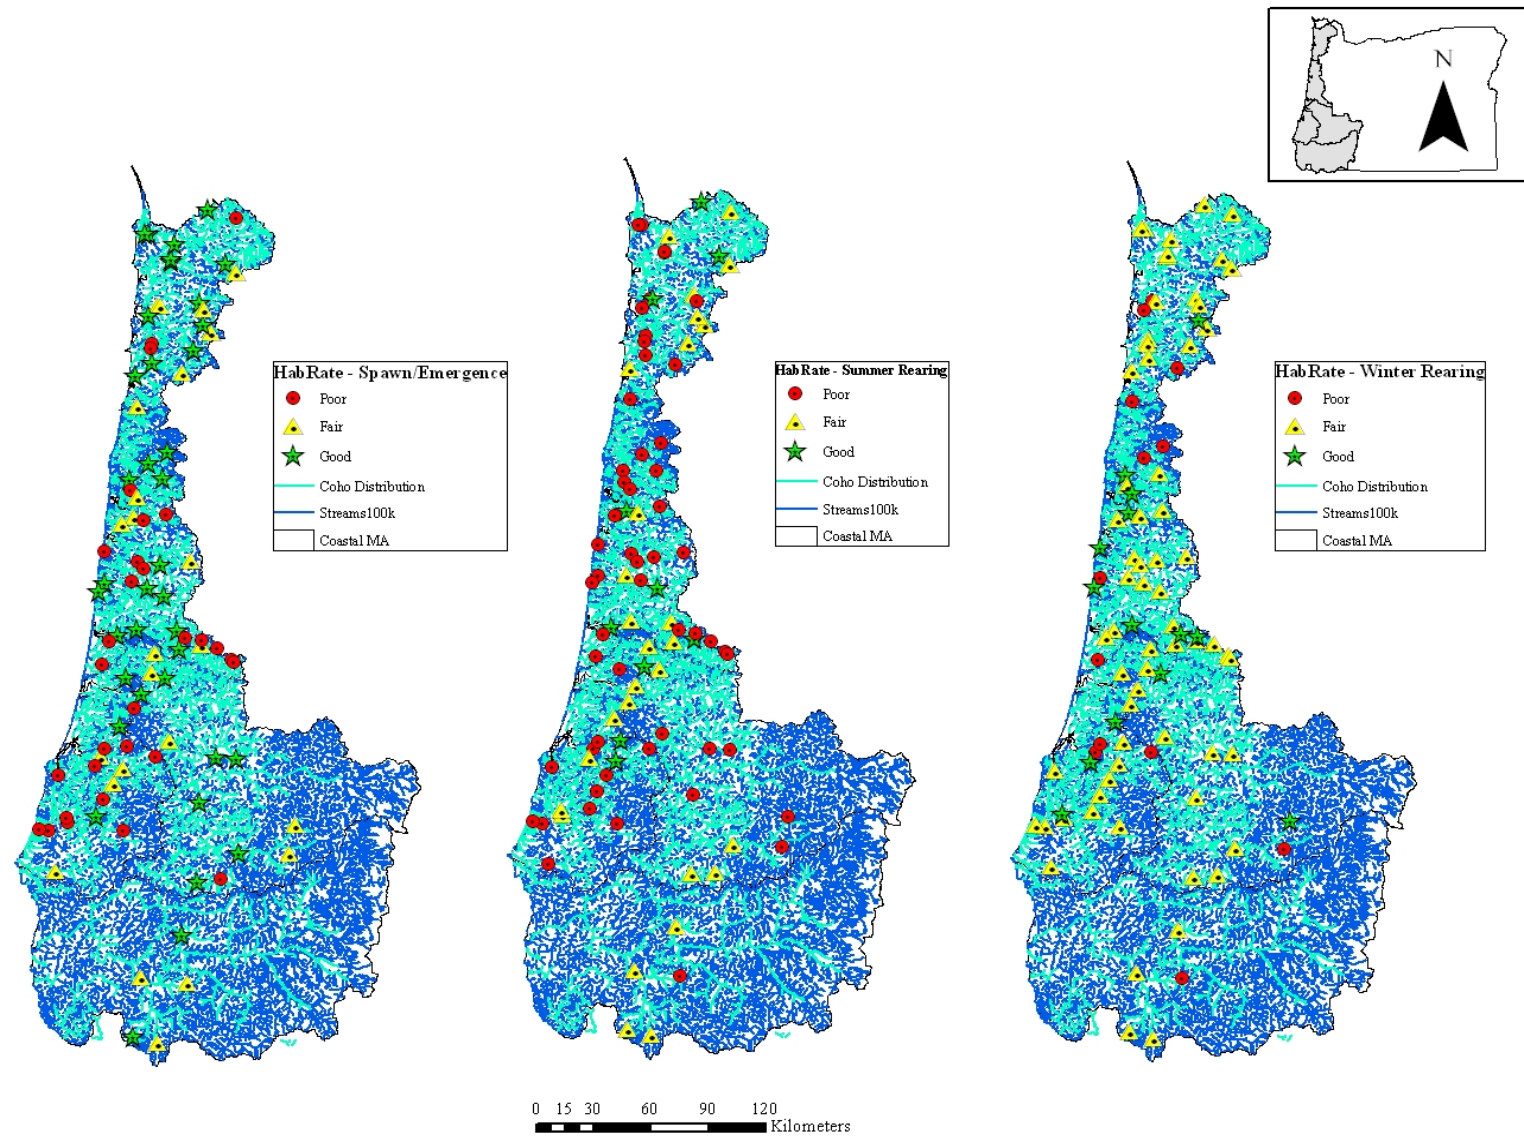 N
HabRate - Spawn/Emergence
Poor
Fair
Good
Coho Distribution
Streams100k
Coastal MA
HabRate - Summer Rearing
Poor
Fair
Good
Coho Distribution
Streams100k
Coastal MA
HabRate - Winter Rearing
Poor
Fair
Good
Coho Distribution
Streams100k
Coastal MA
0 15 30 60 90 120
Kilometers